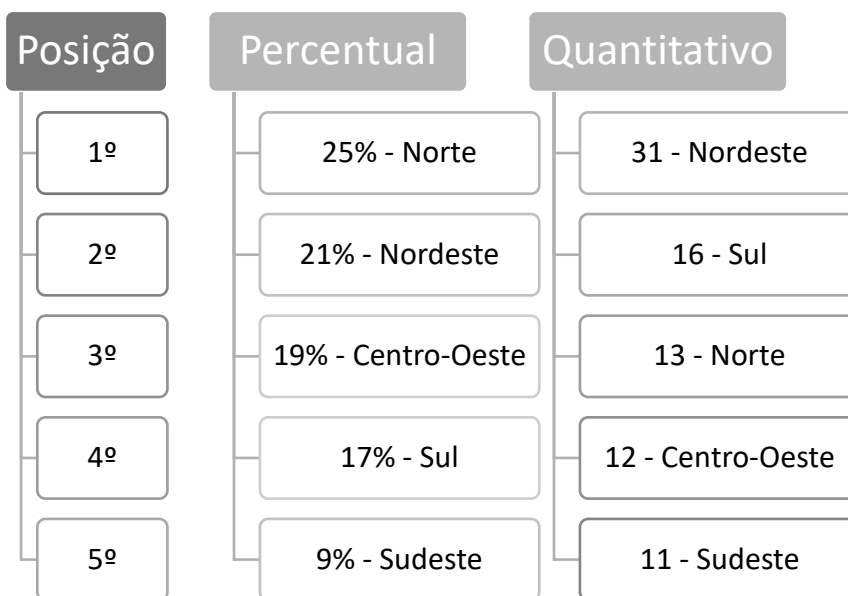 Posição Percentual Quantitativo
1º 25% - Norte 31 - Nordeste
2º 21% - Nordeste 16 - Sul
3º 19% - Centro-Oeste 13 - Norte
4º 17% - Sul 12 - Centro-Oeste
5º 9% - Sudeste 11 - Sudeste